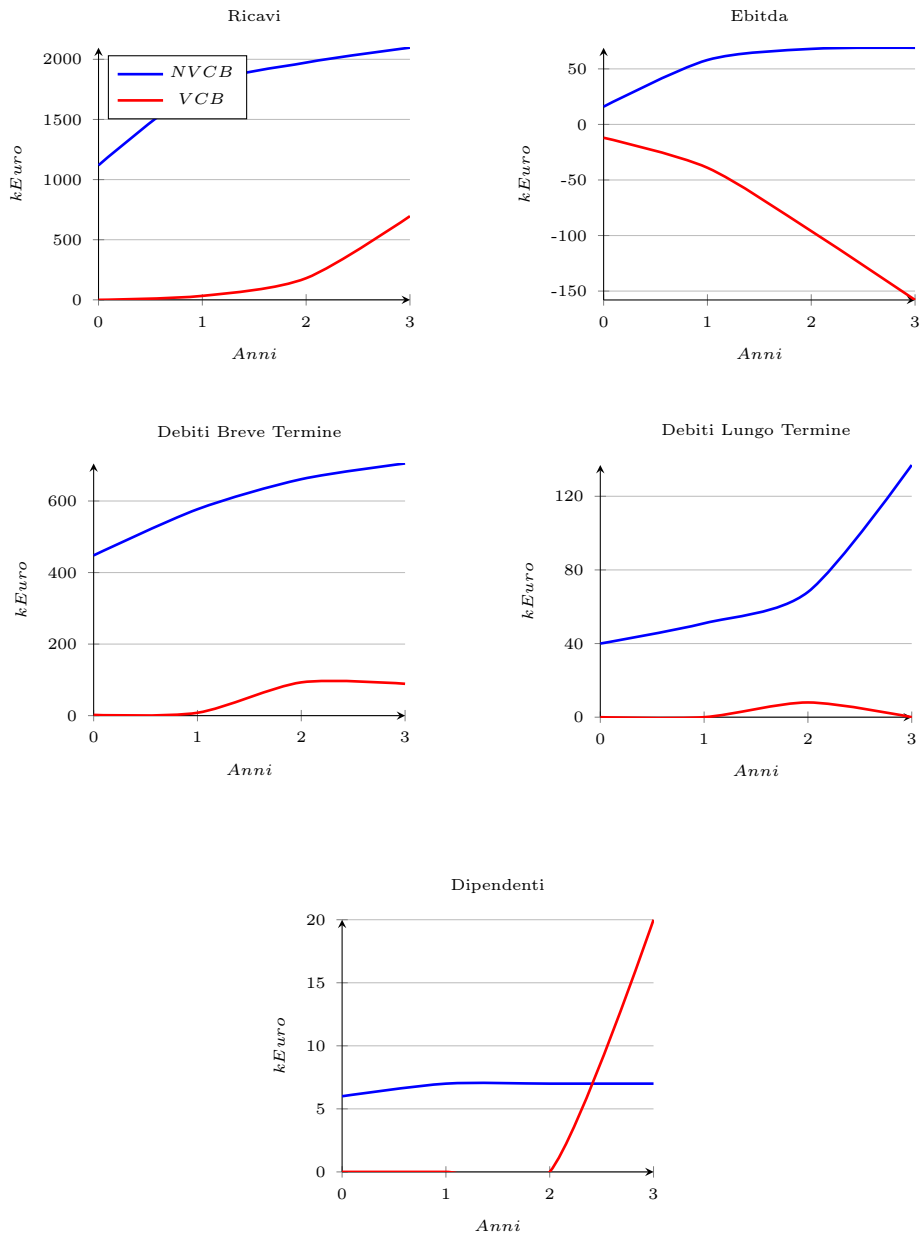 Ricavi
2000
1500
1000
500
0
0 1 2 3
kEuro
Anni
NVCB
VCB
Ebitda
50
0
-50
-100
-150
0 1 2 3
kEuro
Anni
Debiti Breve Termine
600
400
200
0
0 1 2 3
kEuro
Anni
Debiti Lungo Termine
120
80
40
0
0 1 2 3
kEuro
Anni
Dipendenti
20
15
10
5
0
0 1 2 3
kEuro
Anni